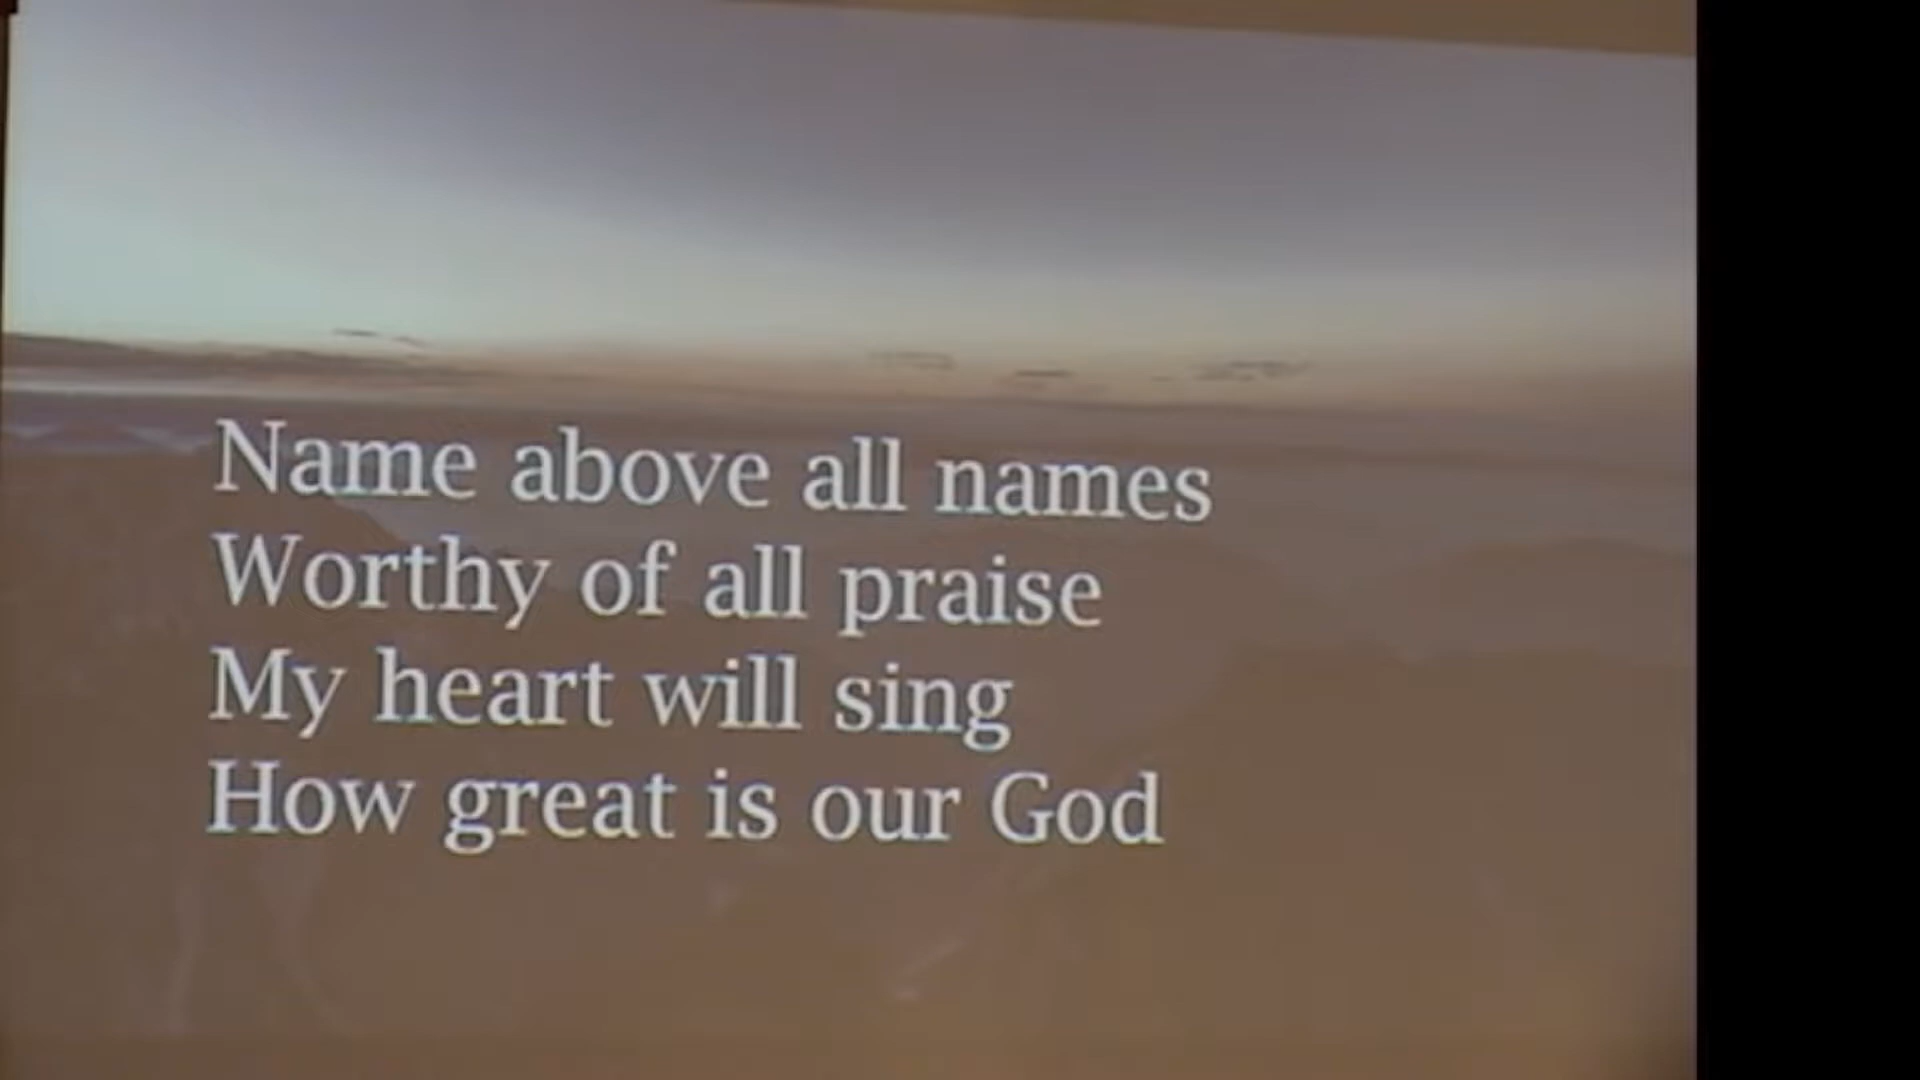 Name above all names
Worthy of all praise
My heart will sing
How great is our God